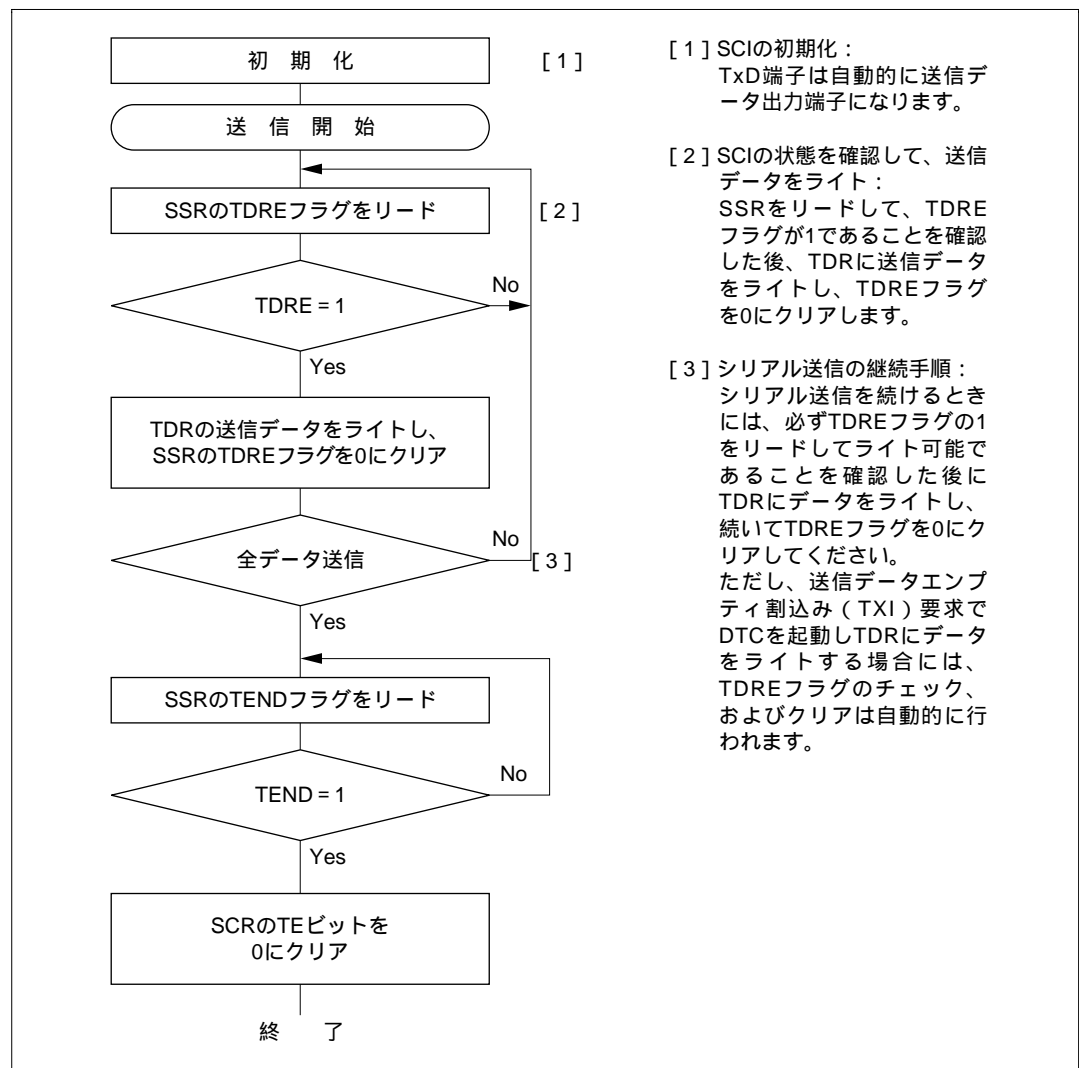 初 期 化
[ 1 ]
送 信 開 始
SSRのTDREフラグをリード
[ 2 ]
No
TDRE = 1
Yes
TDRの送信データをライトし、
SSRのTDREフラグを0にクリア
No
全データ送信
[ 3 ]
Yes
SSRのTENDフラグをリード
No
TEND = 1
Yes
SCRのTEビットを
0にクリア
終 了
[ 1 ] SCIの初期化：
TxD端子は自動的に送信デ
ータ出力端子になります。
[ 2 ] SCIの状態を確認して、送信
データをライト：
SSRをリードして、TDRE
フラグが1であることを確認
した後、TDRに送信データ
をライトし、TDREフラグ
を0にクリアします。
[ 3 ] シリアル送信の継続手順：
シリアル送信を続けるとき
には、必ずTDREフラグの1
をリードしてライト可能で
あることを確認した後に
TDRにデータをライトし、
続いてTDREフラグを0にク
リアしてください。
ただし、送信データエンプ
ティ割込み（TXI）要求で
DTCを起動しTDRにデータ
をライトする場合には、
TDREフラグのチェック、
およびクリアは自動的に行
われます。